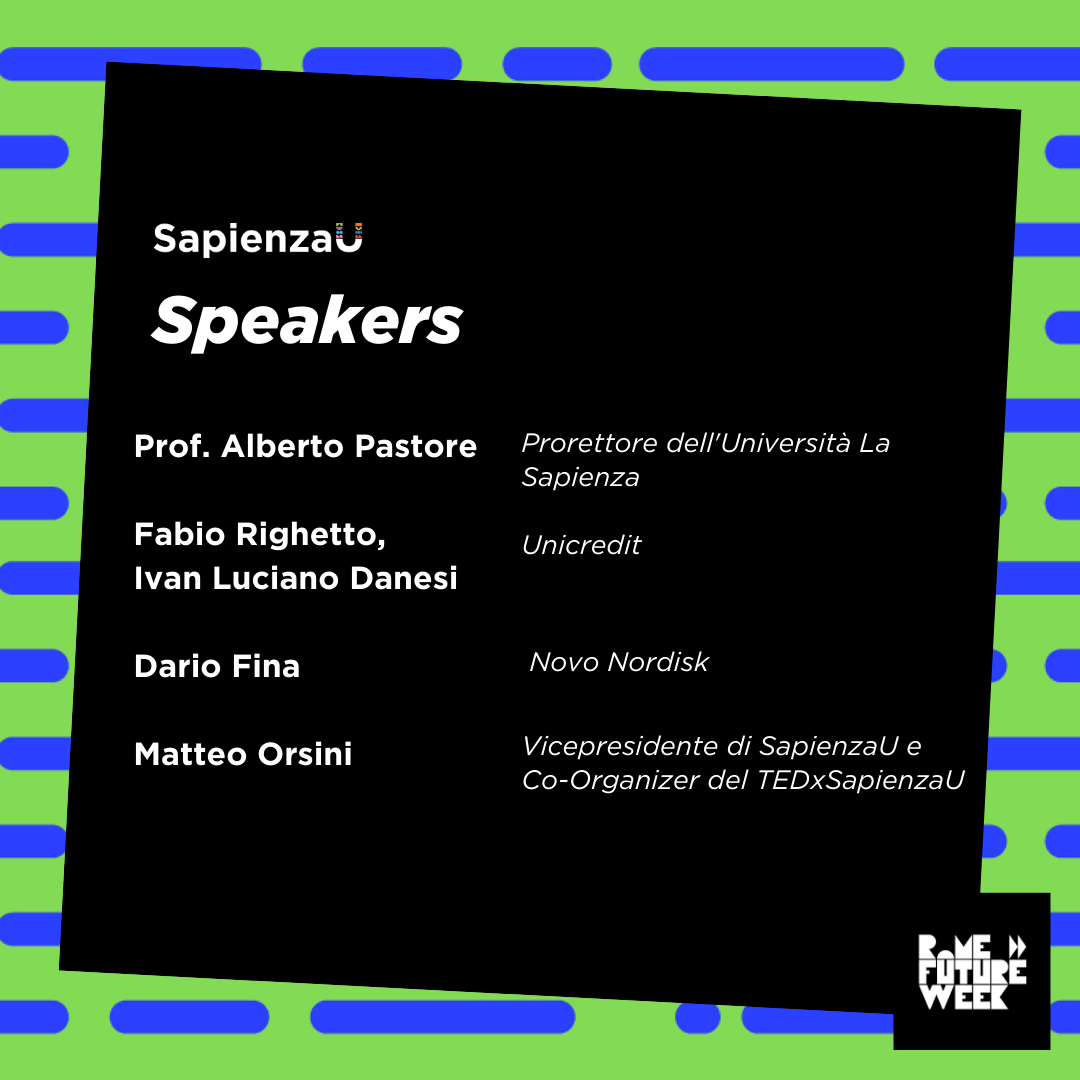 SapienzaU
Speakers
Prof. Alberto Pastore
Prorettore dell'Università La
Sapienza
Fabio Righetto,
Ivan Luciano Danesi
Unicredit
Dario Fina
Novo Nordisk
Matteo Orsini
Vicepresidente di SapienzaU e
Co-Organizer del TEDxSapienzaU
ROME
FUTURE
WEEK